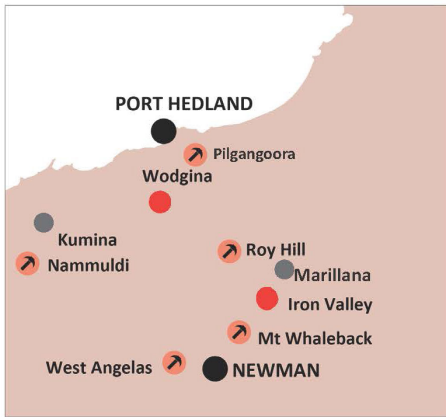 PORT HEDLAND
Pilgangoora
Wodgina
Kumina
Roy Hill
Nammuldi
Marillana
Iron Valley
Mt Whaleback
West Angelas
NEWMAN